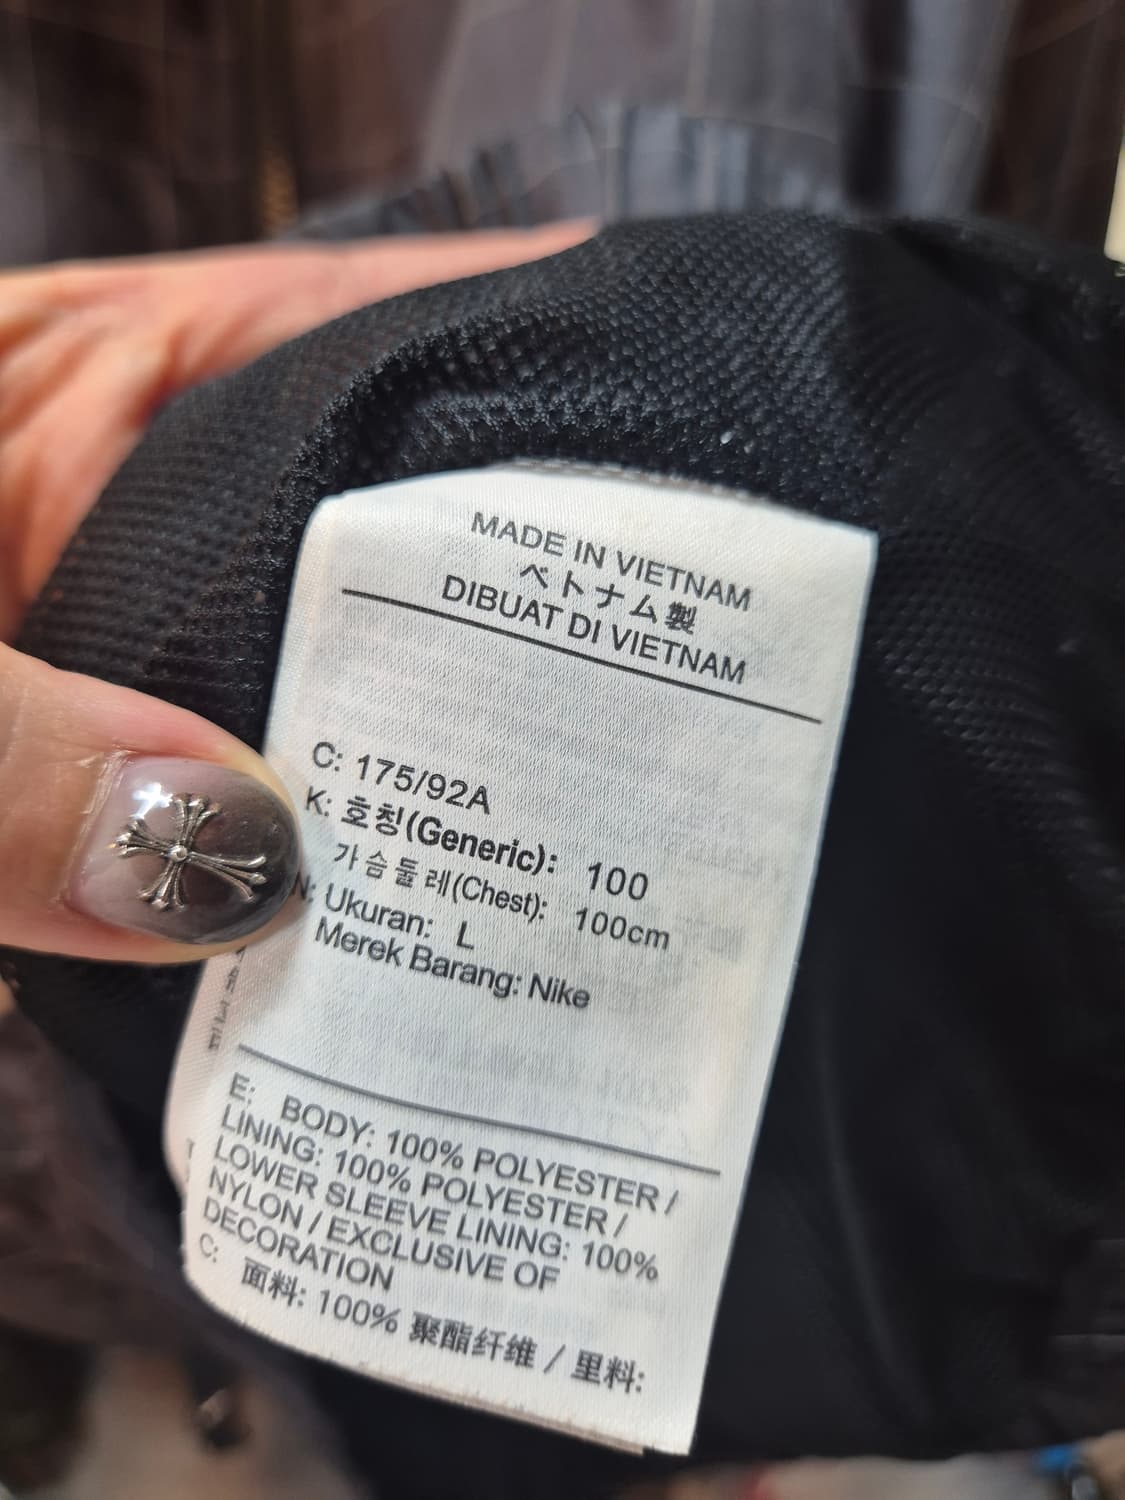 MADE IN VIETNAM
ベトナム製
DIBUAT DI VIETNAM
C: 175/92A
K: 호칭(Generic): 100
가슴둘레(Chest): 100cm
N: Ukuran: L
Merek Barang: Nike
E: BODY: 100% POLYESTER /
LINING: 100% POLYESTER /
LOWER SLEEVE LINING: 100%
NYLON / EXCLUSIVE OF
DECORATION
C: 面料: 100% 聚酯纤维 / 里料: